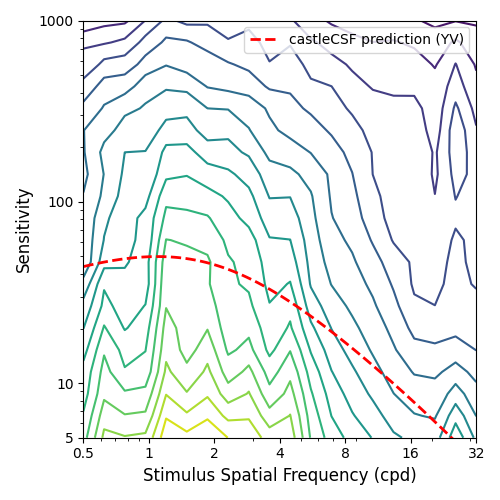 1000
castleCSF prediction (YV)
Sensitivity
100
10
5
0.5 1 2 4 8 16 32
Stimulus Spatial Frequency (cpd)